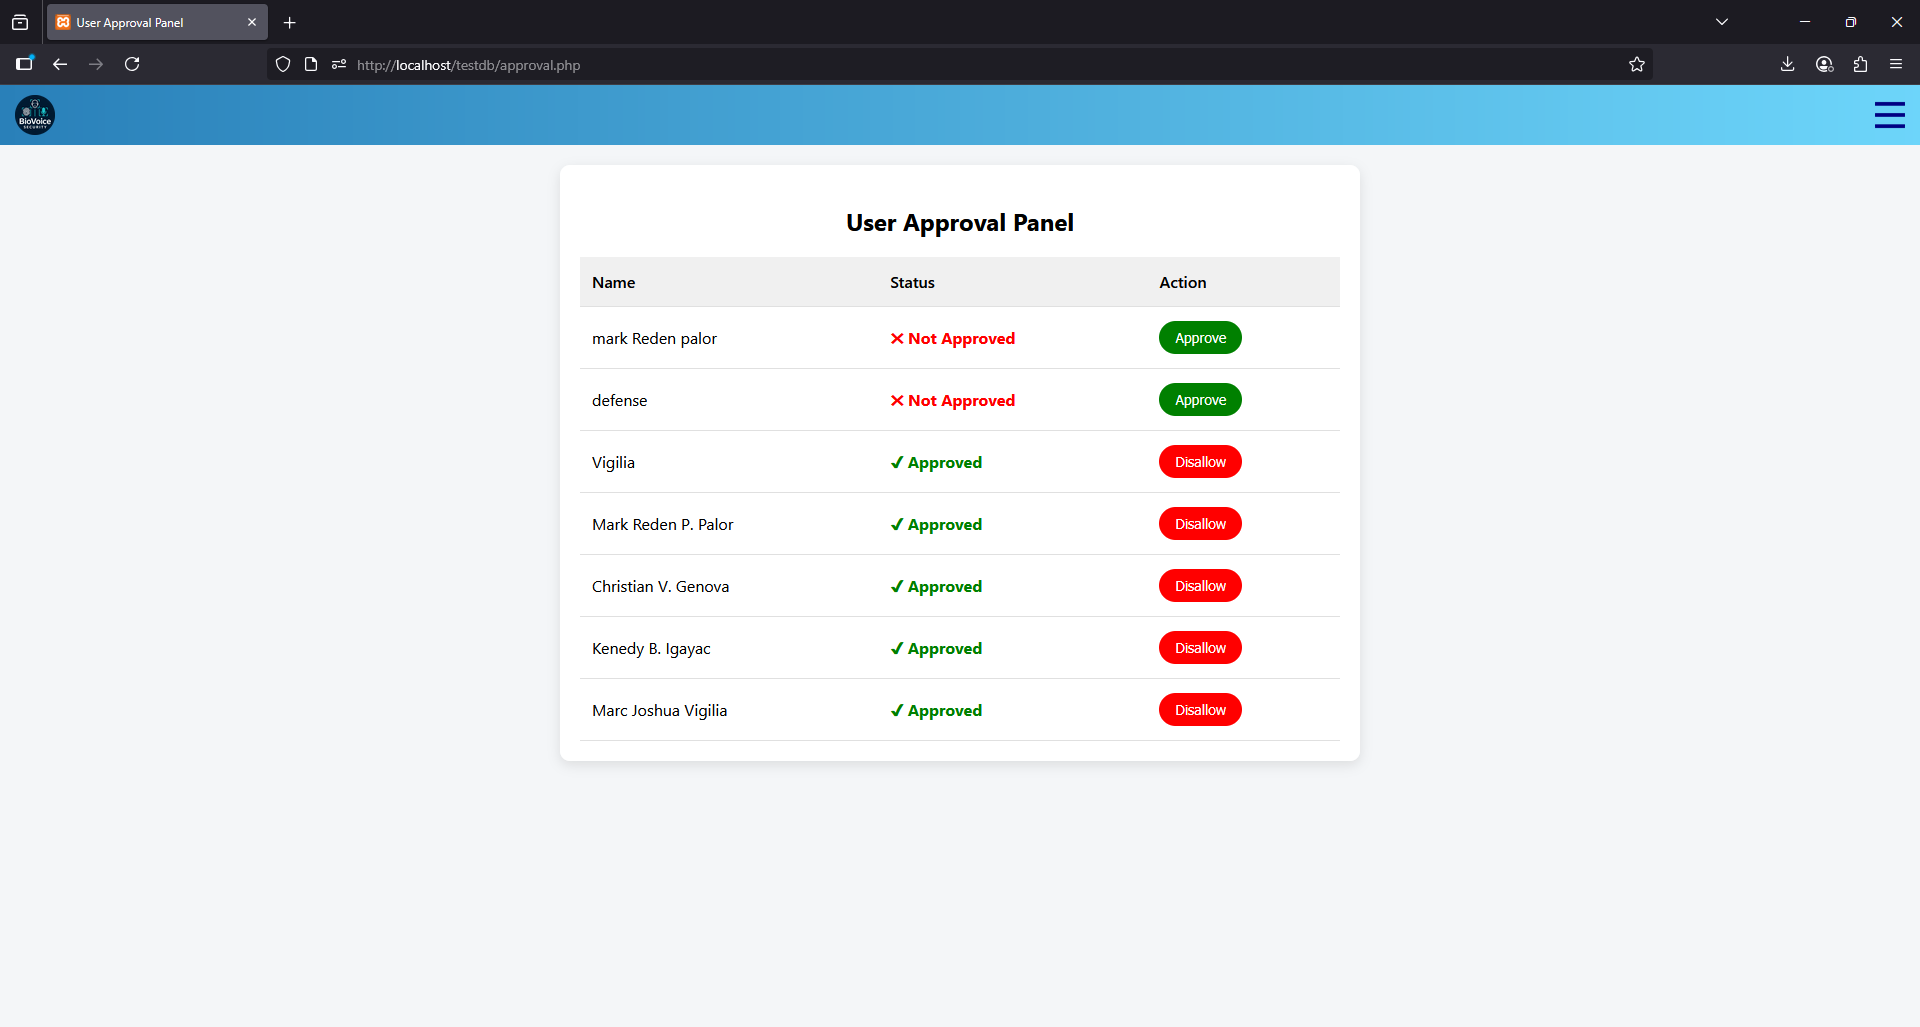 User Approval Panel
http://localhost/testdb/approval.php
BioVoice
SECURITY
User Approval Panel
Name Status Action
mark Reden palor ❌ Not Approved Approve
defense ❌ Not Approved Approve
Vigilia ✔ Approved Disallow
Mark Reden P. Palor ✔ Approved Disallow
Christian V. Genova ✔ Approved Disallow
Kenedy B. Igayac ✔ Approved Disallow
Marc Joshua Vigilia ✔ Approved Disallow